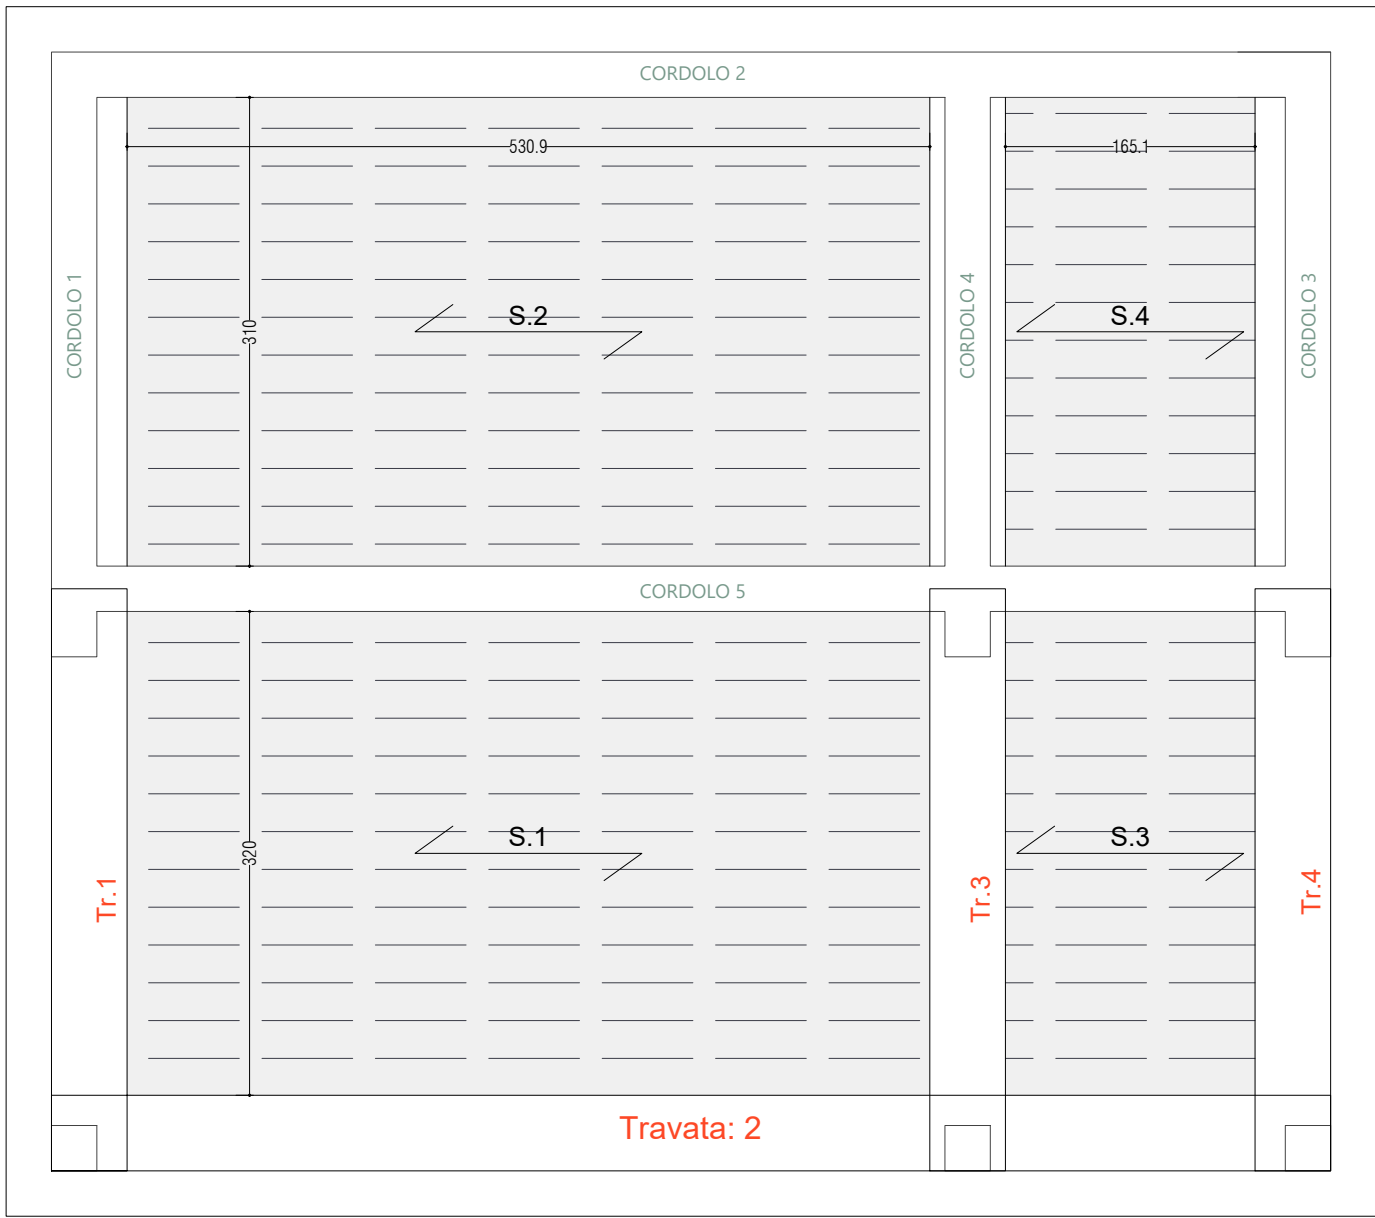 CORDOLO 2
530.9
165.1
CORDOLO 1
310
S.2
CORDOLO 4
S.4
CORDOLO 3
CORDOLO 5
Tr.1
320
S.1
Tr.3
S.3
Tr.4
Travata: 2